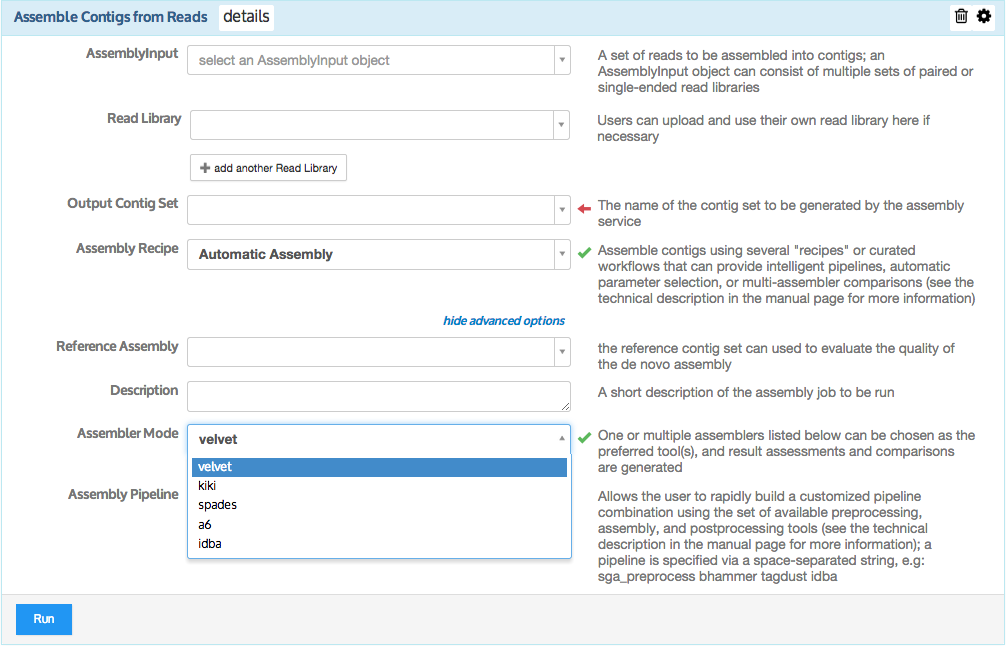 Assemble Contigs from Reads details
AssemblyInput
select an AssemblyInput object
A set of reads to be assembled into contigs; an
AssemblyInput object can consist of multiple sets of paired or
single-ended read libraries
Read Library
Users can upload and use their own read library here if
necessary
add another Read Library
Output Contig Set
The name of the contig set to be generated by the assembly
service
Assembly Recipe
Automatic Assembly
Assemble contigs using several "recipes" or curated
workflows that can provide intelligent pipelines, automatic
parameter selection, or multi-assembler comparisons (see the
technical description in the manual page for more information)
hide advanced options
Reference Assembly
the reference contig set can used to evaluate the quality of
the de novo assembly
Description
A short description of the assembly job to be run
Assembler Mode
velvet
One or multiple assemblers listed below can be chosen as the
preferred tool(s), and result assessments and comparisons
are generated
velvet
kiki
spades
a6
idba
Assembly Pipeline
Allows the user to rapidly build a customized pipeline
combination using the set of available preprocessing,
assembly, and postprocessing tools (see the technical
description in the manual page for more information); a
pipeline is specified via a space-separated string, e.g:
sga_preprocess bhammer tagdust idba
Run